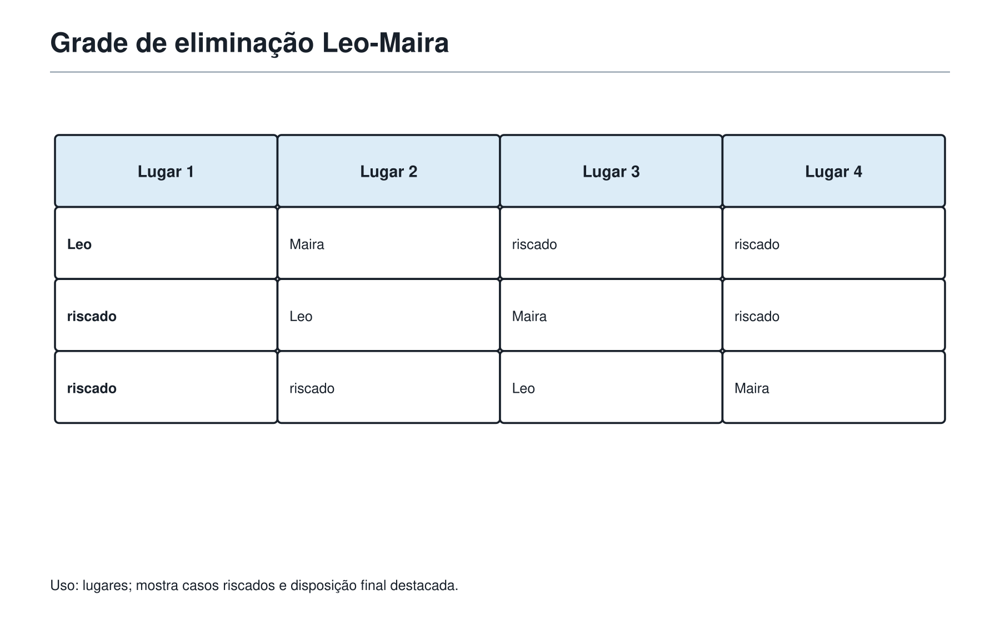 Grade de eliminação Leo-Maira
Lugar 1 Lugar 2 Lugar 3 Lugar 4
Leo Maira riscado riscado
riscado Leo Maira riscado
riscado riscado Leo Maira
Uso: lugares; mostra casos riscados e disposição final destacada.